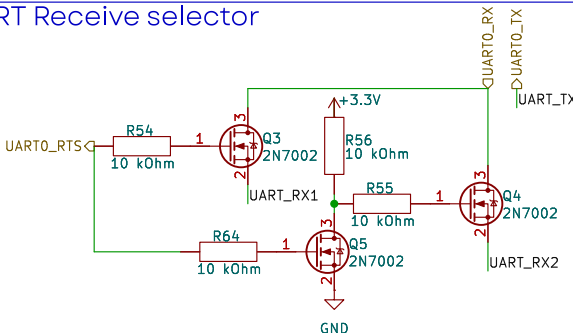 RT Receive selector
UART0_RX
UART0_TX
UART_TX
+3.3V
3
R54
Q3
R56
UART0_RTS
1
2N7002
10 kOhm
10 kOhm
2
UART_RX1
3
R55
1
Q4
10 kOhm
2N7002
3
R64
1
Q5
2
10 kOhm
2N7002
UART_RX2
2
GND